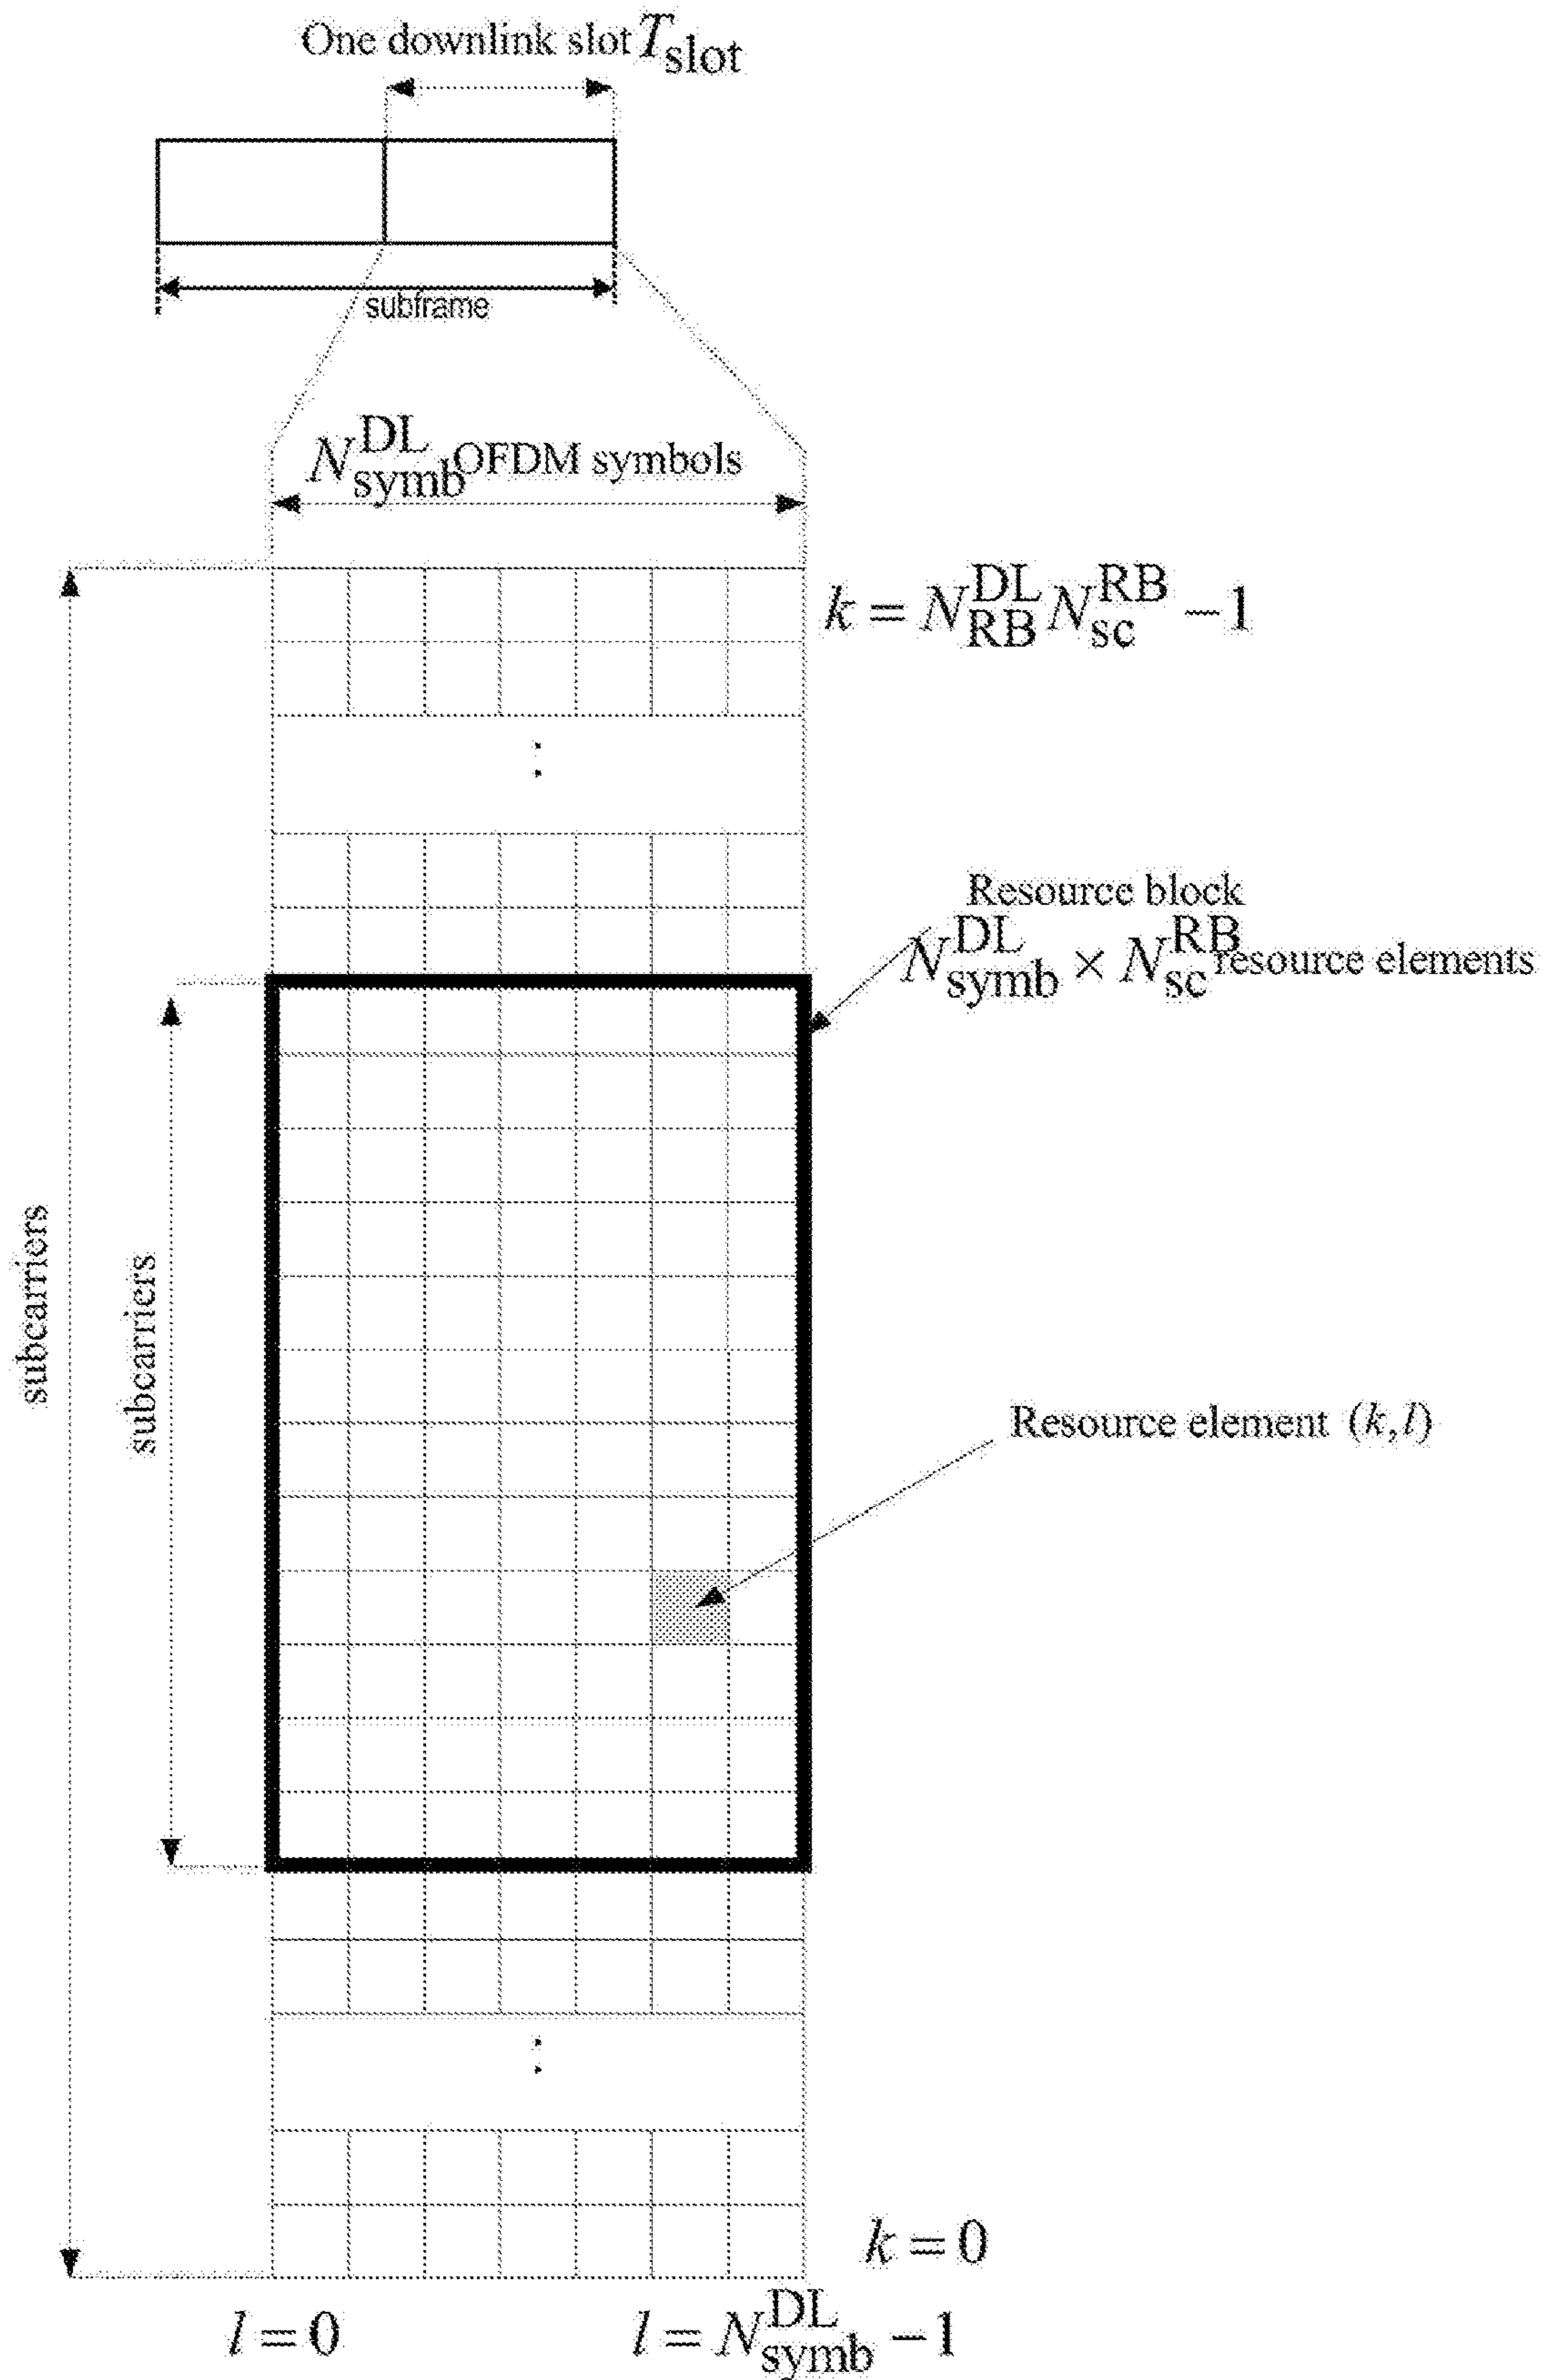 One downlink slot T_slot
subframe
N_symb^DL OFDM symbols
k = N_RB^DL N_sc^RB − 1
Resource block
N_symb^DL × N_sc^RB resource elements
subcarriers
subcarriers
Resource element (k,l)
k = 0
l = 0
l = N_symb^DL − 1